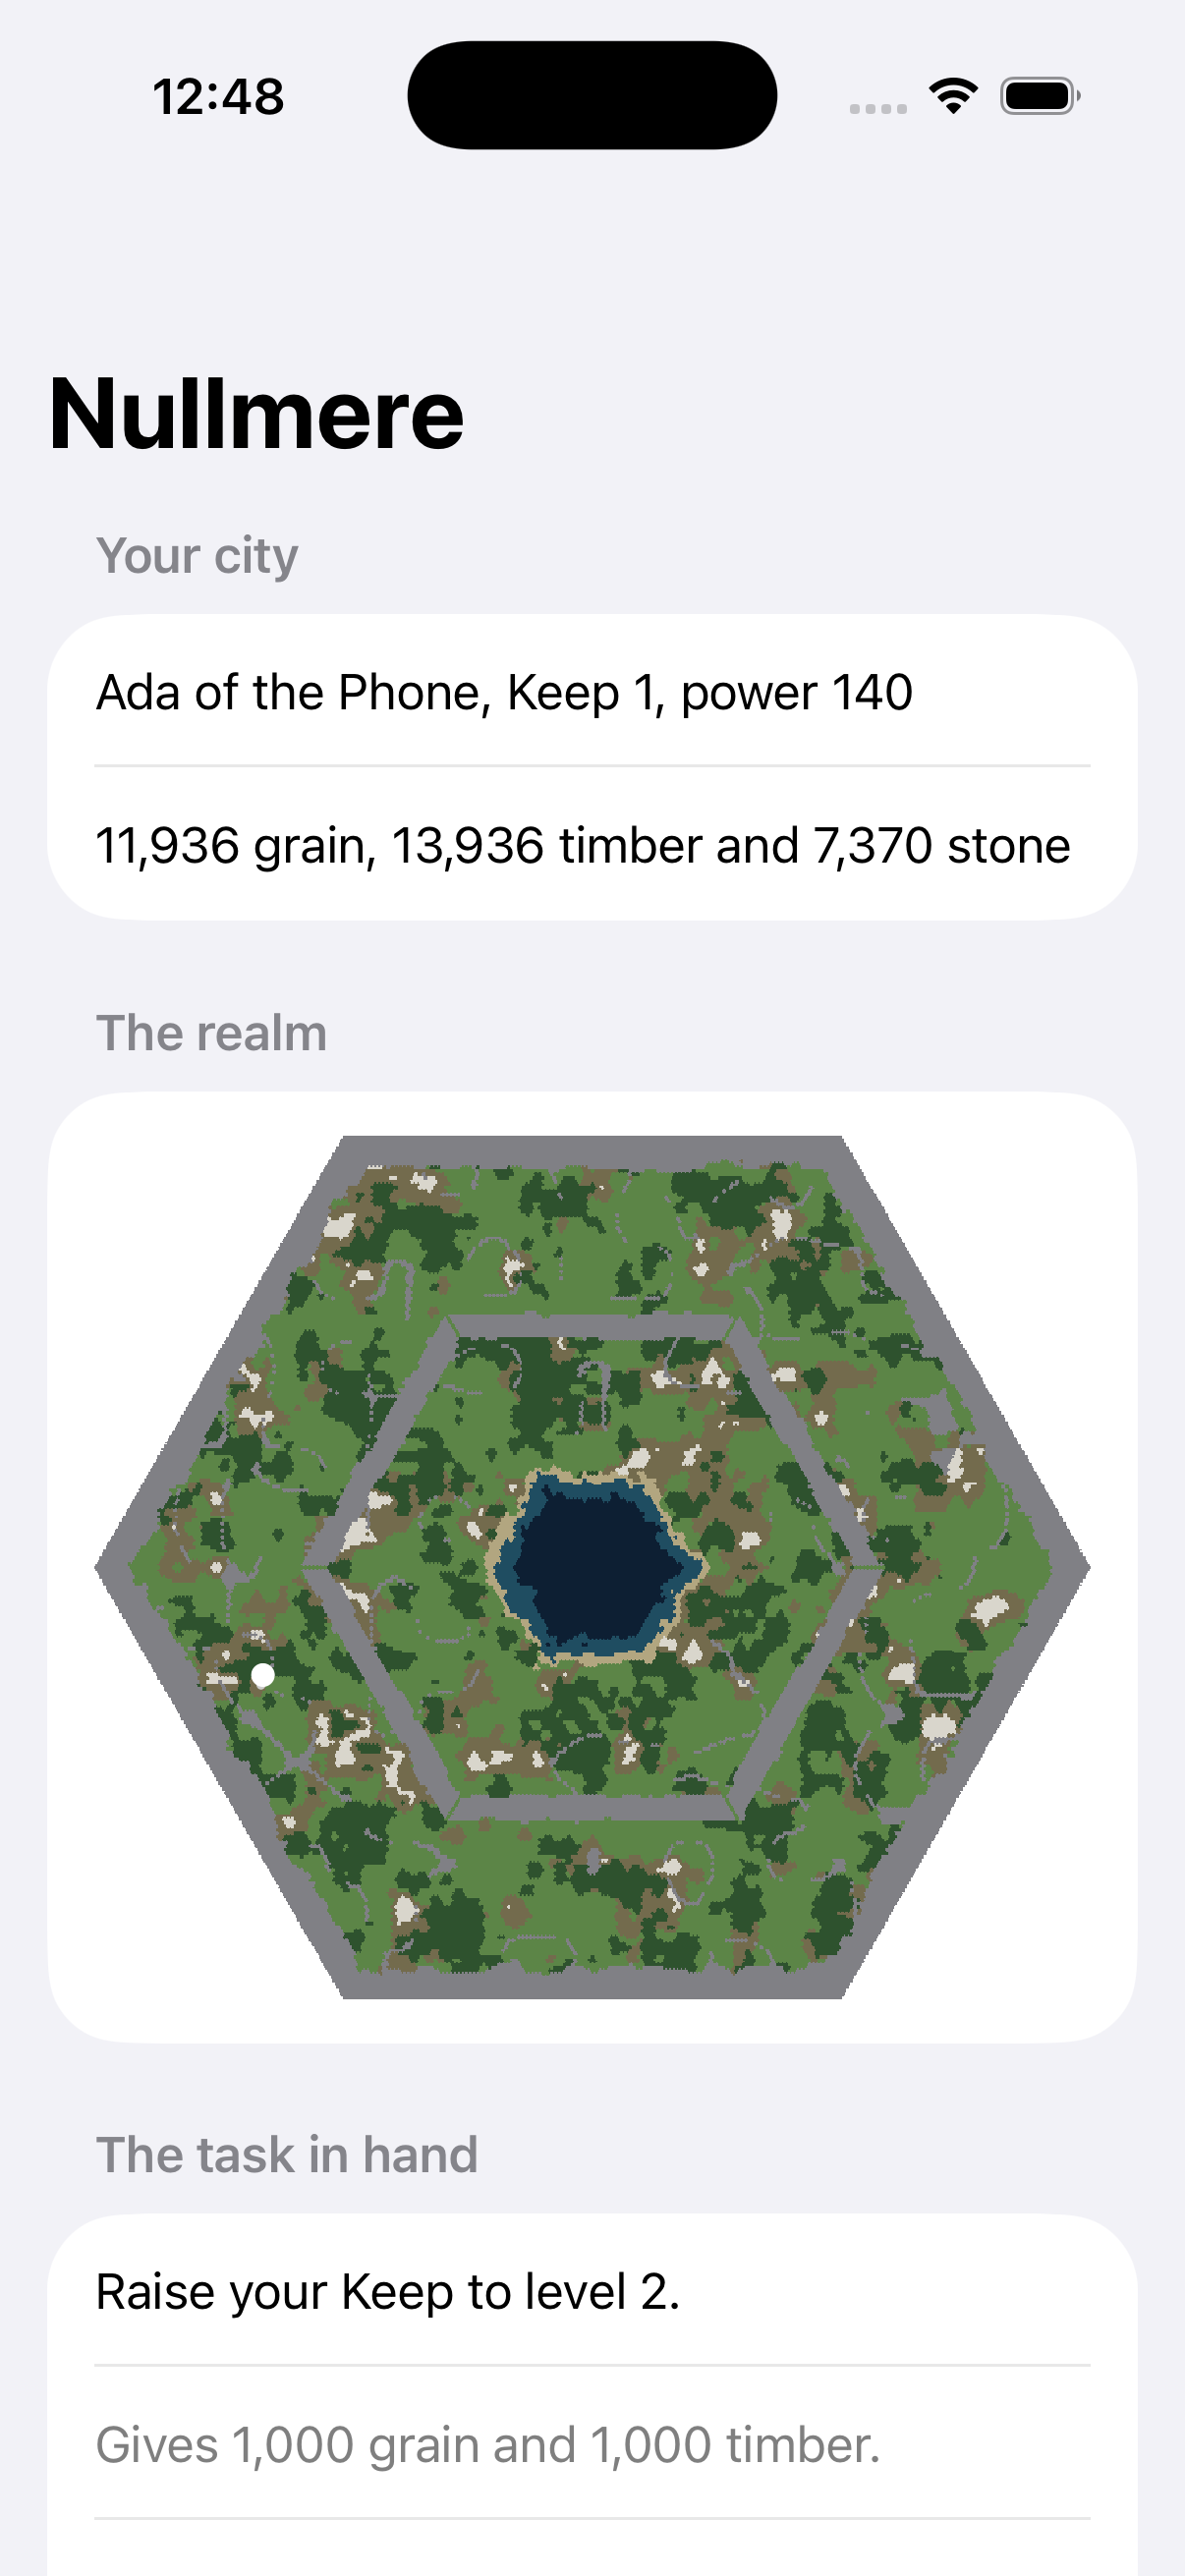 12:48
Nullmere
Your city
Ada of the Phone, Keep 1, power 140
11,936 grain, 13,936 timber and 7,370 stone
The realm
The task in hand
Raise your Keep to level 2.
Gives 1,000 grain and 1,000 timber.